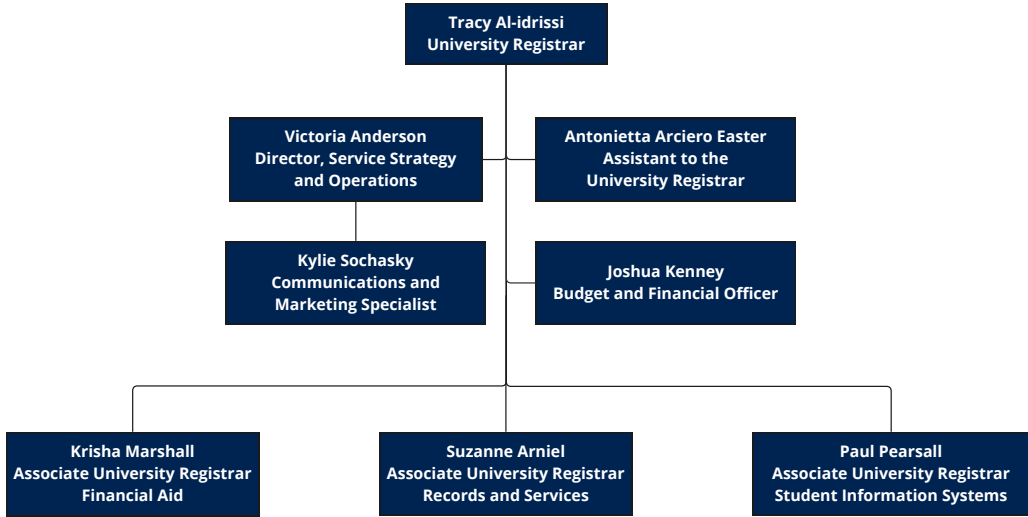 Tracy Al-idrissi
University Registrar
Victoria Anderson
Director, Service Strategy
and Operations
Antonietta Arciero Easter
Assistant to the
University Registrar
Kylie Sochasky
Communications and
Marketing Specialist
Joshua Kenney
Budget and Financial Officer
Krisha Marshall
Associate University Registrar
Financial Aid
Suzanne Arniel
Associate University Registrar
Records and Services
Paul Pearsall
Associate University Registrar
Student Information Systems